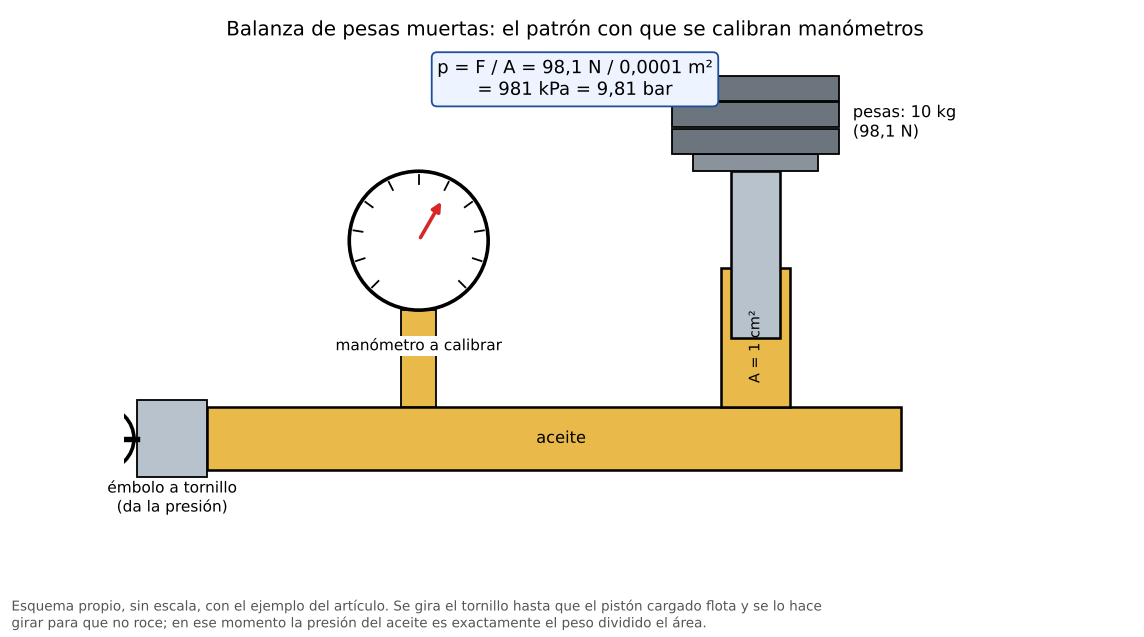 Balanza de pesas muertas: el patrón con que se calibran manómetros
p = F / A = 98,1 N / 0,0001 m²
= 981 kPa = 9,81 bar
pesas: 10 kg
(98,1 N)
manómetro a calibrar
A = 1 cm²
aceite
émbolo a tornillo
(da la presión)
Esquema propio, sin escala, con el ejemplo del artículo. Se gira el tornillo hasta que el pistón cargado flota y se lo hace
girar para que no roce; en ese momento la presión del aceite es exactamente el peso dividido el área.